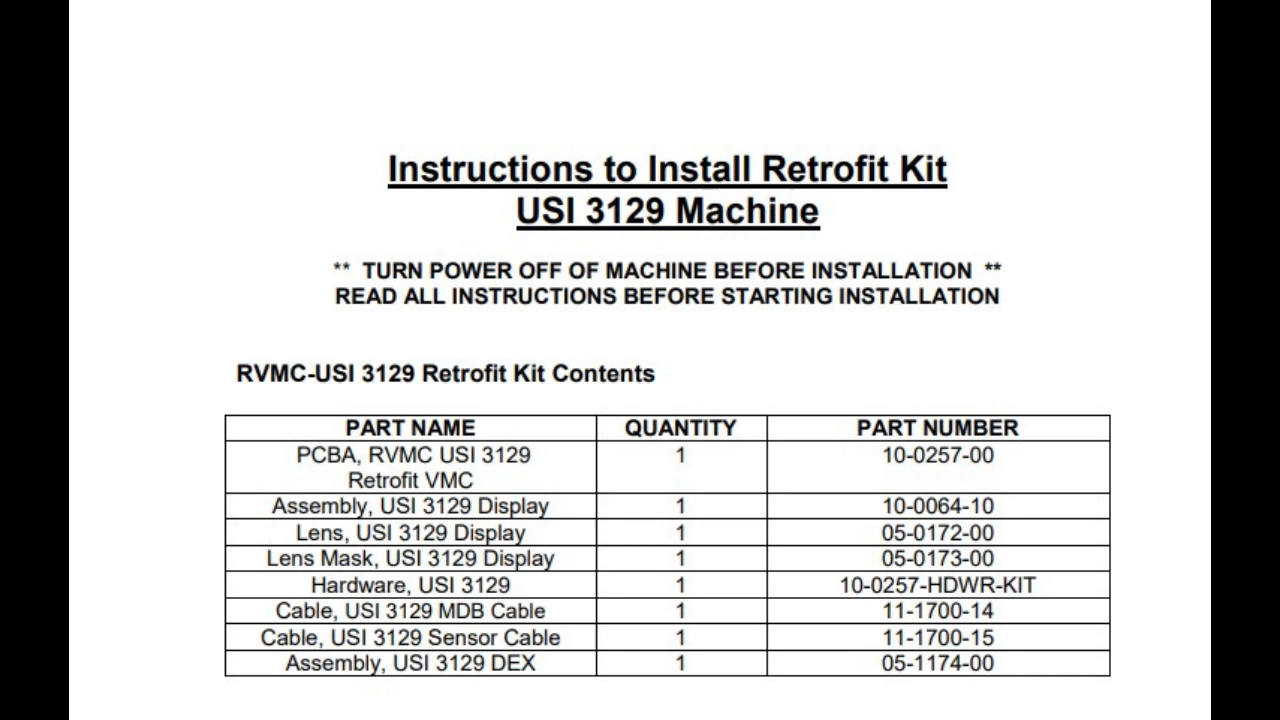 Instructions to Install Retrofit Kit
USI 3129 Machine
** TURN POWER OFF OF MACHINE BEFORE INSTALLATION **
READ ALL INSTRUCTIONS BEFORE STARTING INSTALLATION
RVMC-USI 3129 Retrofit Kit Contents
PART NAME QUANTITY PART NUMBER
PCBA, RVMC USI 3129 1 10-0257-00
Retrofit VMC
Assembly, USI 3129 Display 1 10-0064-10
Lens, USI 3129 Display 1 05-0172-00
Lens Mask, USI 3129 Display 1 05-0173-00
Hardware, USI 3129 1 10-0257-HDWR-KIT
Cable, USI 3129 MDB Cable 1 11-1700-14
Cable, USI 3129 Sensor Cable 1 11-1700-15
Assembly, USI 3129 DEX 1 05-1174-00